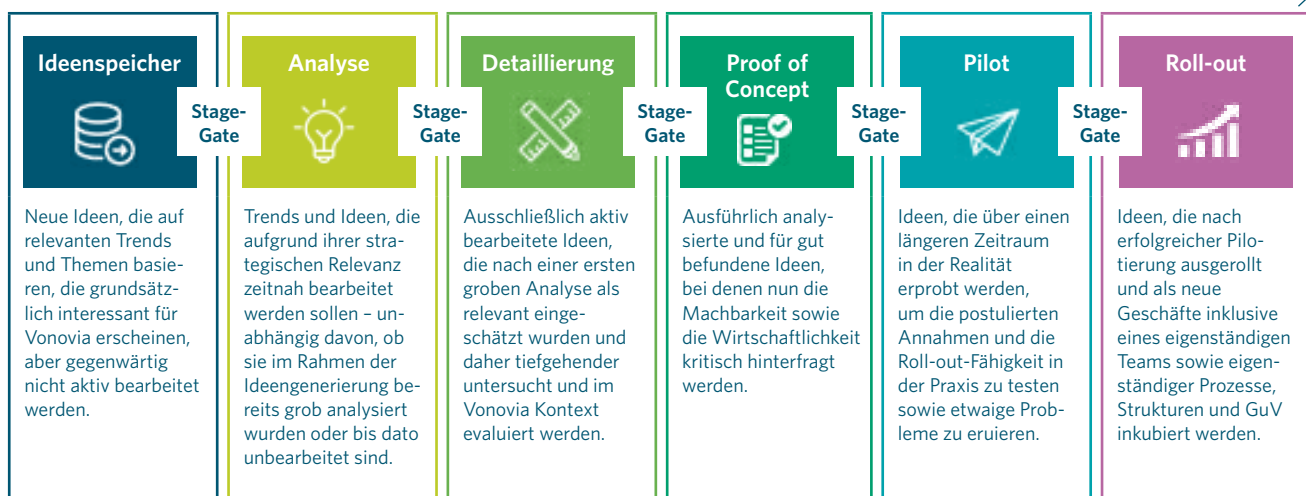 Ideenspeicher
Neue Ideen, die auf
relevanten Trends
und Themen basie-
ren, die grundsätz-
lich interessant für
Vonovia erscheinen,
aber gegenwärtig
nicht aktiv bearbeitet
werden.
Stage-
Gate
Analyse
Trends und Ideen, die
aufgrund ihrer stra-
tegischen Relevanz
zeitnah bearbeitet
werden sollen – un-
abhängig davon, ob
sie im Rahmen der
Ideengenerierung be-
reits grob analysiert
wurden oder bis dato
unbearbeitet sind.
Stage-
Gate
Detaillierung
Ausschließlich aktiv
bearbeitete Ideen,
die nach einer ersten
groben Analyse als
relevant einge-
schätzt wurden und
daher tiefgehender
untersucht und im
Vonovia Kontext
evaluiert werden.
Stage-
Gate
Proof of
Concept
Ausführlich analy-
sierte und für gut
befundene Ideen,
bei denen nun die
Machbarkeit sowie
die Wirtschaftlichkeit
kritisch hinterfragt
werden.
Stage-
Gate
Pilot
Ideen, die über einen
längeren Zeitraum
in der Realität
erprobt werden,
um die postulierten
Annahmen und die
Roll-out-Fähigkeit in
der Praxis zu testen
sowie etwaige Prob-
leme zu eruieren.
Stage-
Gate
Roll-out
Ideen, die nach
erfolgreicher Pilo-
tierung ausgerollt
und als neue
Geschäfte inklusive
eines eigenständigen
Teams sowie eigen-
ständiger Prozesse,
Strukturen und GuV
inkubiert werden.